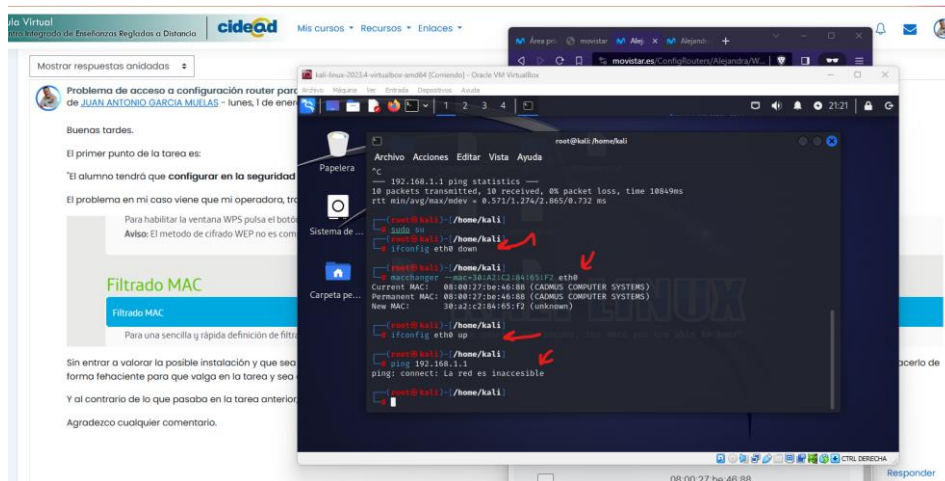 la Virtual
ntro Integrado de Enseñanzas Regladas a Distancia
cidead
Mis cursos
Recursos
Enlaces
Mostrar respuestas anidadas
Problema de acceso a configuración router par
de JUAN ANTONIO GARCIA MUELAS - lunes, 1 de ener
Buenas tardes.
El primer punto de la tarea es:
"El alumno tendrá que configurar en la seguridad
El problema en mi caso viene que mi operadora, tra
Para habilitar la ventana WPS pulsa el botó
Aviso: El metodo de cifrado WEP no es com
Filtrado MAC
Filtrado MAC
Para una sencilla y rápida definición de filtra
Sin entrar a valorar la posible instalación y que sea
acerlo de
forma fehaciente para que valga en la tarea y sea
Y al contrario de lo que pasaba en la tarea anterior,
Agradezco cualquier comentario.
Responder
Área pri
movistar
Alej
Alejandr
movistar.es/ConfigRouters/Alejandra/W...
kali-linux-2023.4-virtualbox-amd64 [Corriendo] - Oracle VM VirtualBox
Archivo Máquina Ver Entrada Dispositivos Ayuda
1 2 3 4
21:21
Papelera
Sistema de ...
Carpeta pe...
root@kali: /home/kali
Archivo Acciones Editar Vista Ayuda
^C
— 192.168.1.1 ping statistics —
10 packets transmitted, 10 received, 0% packet loss, time 10849ms
rtt min/avg/max/mdev = 0.571/1.274/2.865/0.732 ms
(root@kali)-[/home/kali]
# sudo su
(root@kali)-[/home/kali]
# ifconfig eth0 down
(root@kali)-[/home/kali]
# macchanger --mac=30:A2:C2:84:65:F2 eth0
Current MAC: 08:00:27:be:46:88 (CADMUS COMPUTER SYSTEMS)
Permanent MAC: 08:00:27:be:46:88 (CADMUS COMPUTER SYSTEMS)
New MAC: 30:a2:c2:84:65:f2 (unknown)
(root@kali)-[/home/kali]
# ifconfig eth0 up
(root@kali)-[/home/kali]
# ping 192.168.1.1
ping: connect: La red es inaccesible
(root@kali)-[/home/kali]
#
KALI LINUX
CTRL DERECHA
08:00:27:be:46:88